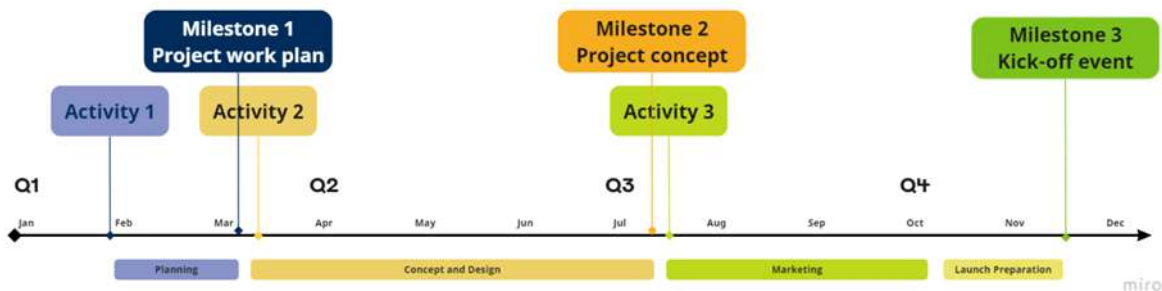 Milestone 1
Project work plan
Milestone 2
Project concept
Milestone 3
Kick-off event
Activity 1
Activity 2
Activity 3
Q1
Q2
Q3
Q4
Jan
Feb
Mar
Apr
May
Jun
Jul
Aug
Sep
Oct
Nov
Dec
Planning
Concept and Design
Marketing
Launch Preparation
miro